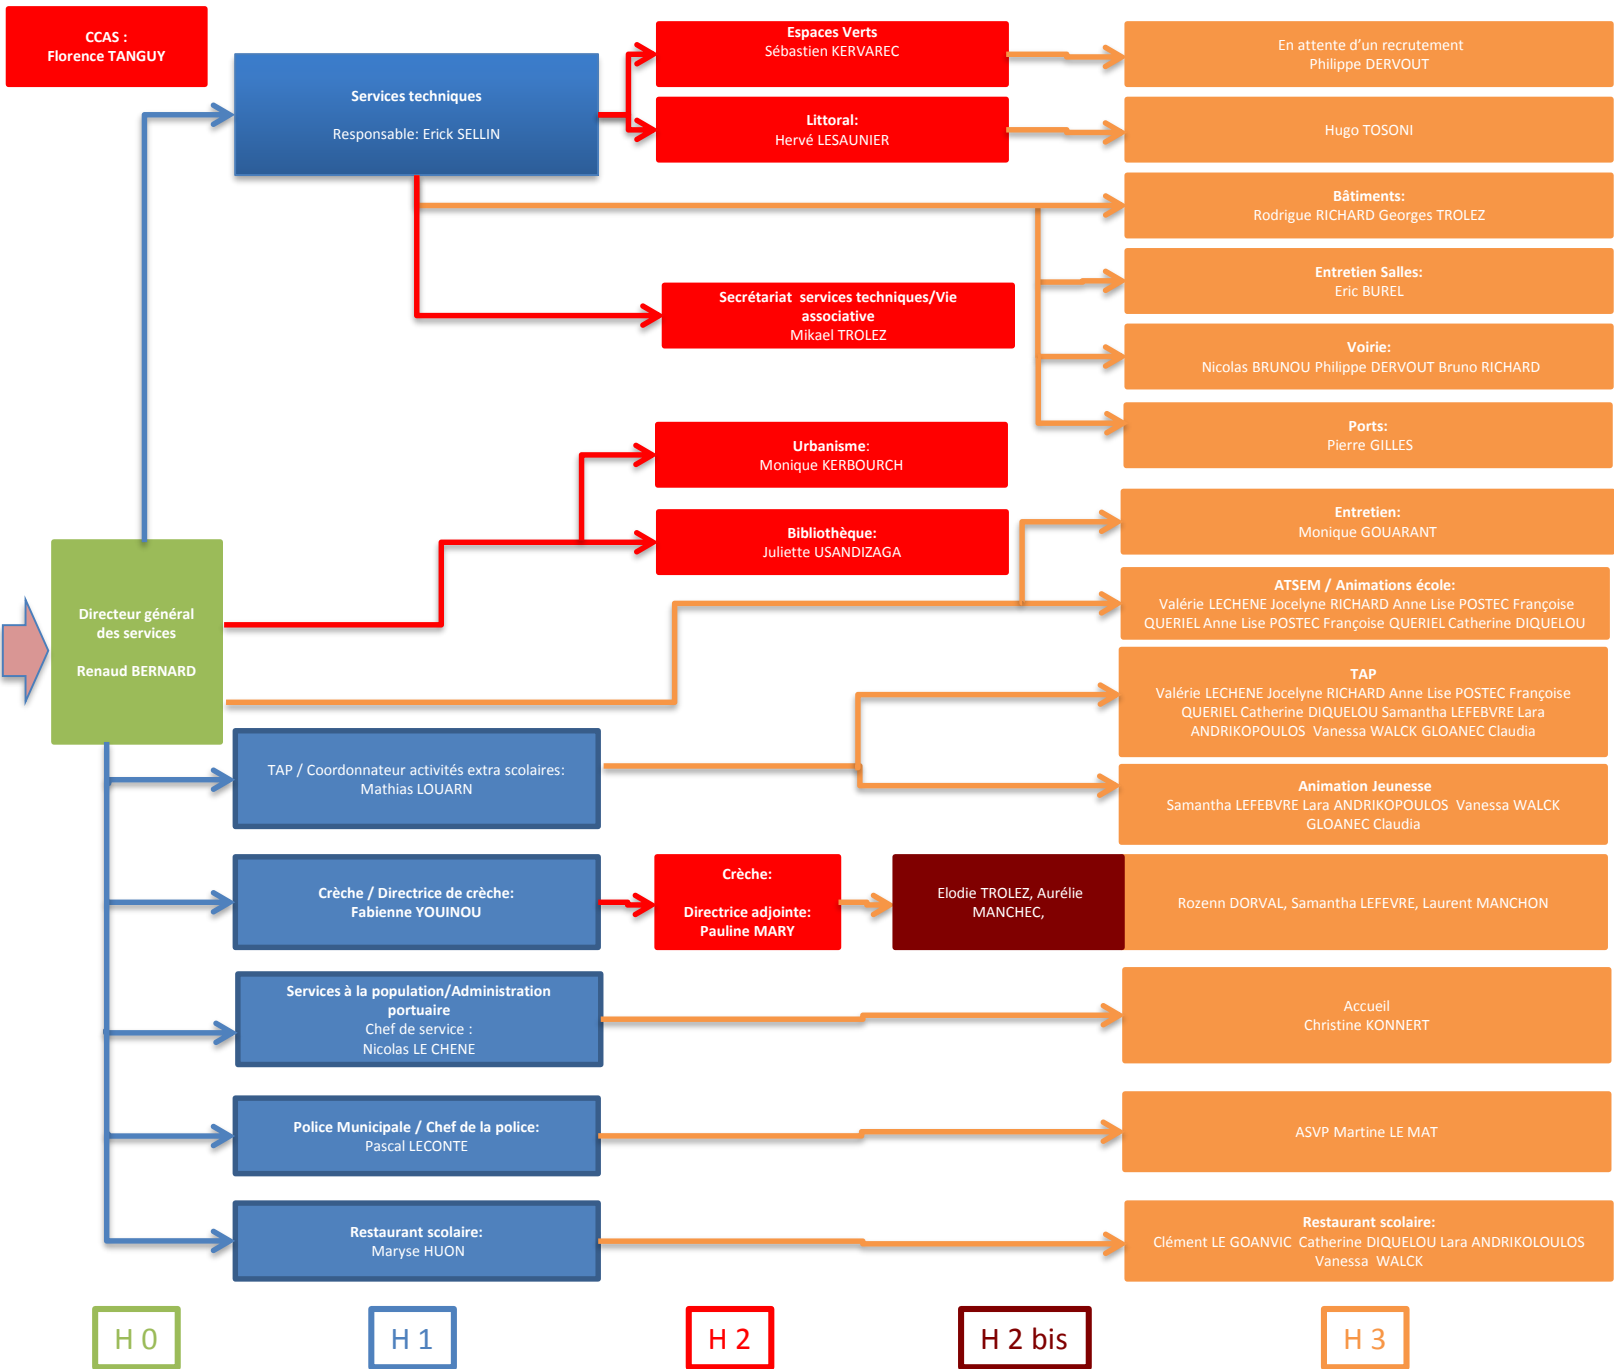 CCAS :
Florence TANGUY
Services techniques
Responsable: Erick SELLIN
Espaces Verts
Sébastien KERVAREC
En attente d’un recrutement
Philippe DERVOUT
Littoral:
Hervé LESAUNIER
Hugo TOSONI
Bâtiments:
Rodrigue RICHARD Georges TROLEZ
Entretien Salles:
Eric BUREL
Secrétariat  services techniques/Vie
associative
Mikael TROLEZ
Voirie:
Nicolas BRUNOU Philippe DERVOUT Bruno RICHARD
Ports:
Pierre GILLES
Urbanisme:
Monique KERBOURCH
Bibliothèque:
Juliette USANDIZAGA
Entretien:
Monique GOUARANT
Directeur général
des services
Renaud BERNARD
ATSEM / Animations école:
Valérie LECHENE Jocelyne RICHARD Anne Lise POSTEC Françoise
QUERIEL Anne Lise POSTEC Françoise QUERIEL Catherine DIQUELOU
TAP
Valérie LECHENE Jocelyne RICHARD Anne Lise POSTEC Françoise
QUERIEL Catherine DIQUELOU Samantha LEFEBVRE Lara
ANDRIKOPOULOS  Vanessa WALCK GLOANEC Claudia
TAP / Coordonnateur activités extra scolaires:
Mathias LOUARN
Animation Jeunesse
Samantha LEFEBVRE Lara ANDRIKOPOULOS  Vanessa WALCK
GLOANEC Claudia
Crèche / Directrice de crèche:
Fabienne YOUINOU
Crèche:
Directrice adjointe:
Pauline MARY
Elodie TROLEZ, Aurélie
MANCHEC,
Rozenn DORVAL, Samantha LEFEVRE, Laurent MANCHON
Services à la population/Administration
portuaire
Chef de service :
Nicolas LE CHENE
Accueil
Christine KONNERT
Police Municipale / Chef de la police:
Pascal LECONTE
ASVP Martine LE MAT
Restaurant scolaire:
Maryse HUON
Restaurant scolaire:
Clément LE GOANVIC  Catherine DIQUELOU Lara ANDRIKOLOULOS
Vanessa  WALCK
H 0
H 1
H 2
H 2 bis
H 3